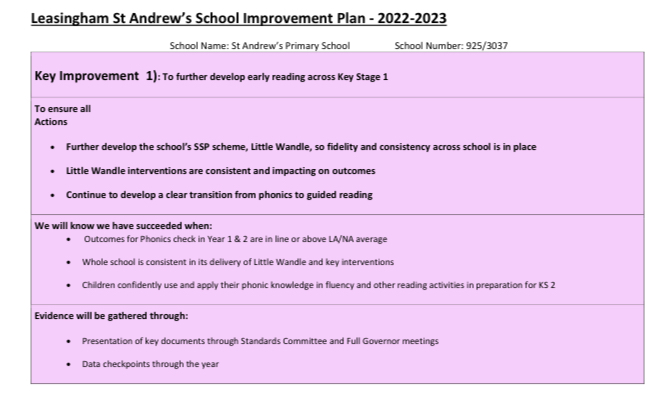 Leasingham St Andrew's School Improvement Plan - 2022-2023
School Name: St Andrew's Primary School School Number: 925/3037
Key Improvement 1): To further develop early reading across Key Stage 1
To ensure all
Actions
• Further develop the school's SSP scheme, Little Wandle, so fidelity and consistency across school is in place
• Little Wandle interventions are consistent and impacting on outcomes
• Continue to develop a clear transition from phonics to guided reading
We will know we have succeeded when:
• Outcomes for Phonics check in Year 1 & 2 are in line or above LA/NA average
• Whole school is consistent in its delivery of Little Wandle and key interventions
• Children confidently use and apply their phonic knowledge in fluency and other reading activities in preparation for KS 2
Evidence will be gathered through:
• Presentation of key documents through Standards Committee and Full Governor meetings
• Data checkpoints through the year